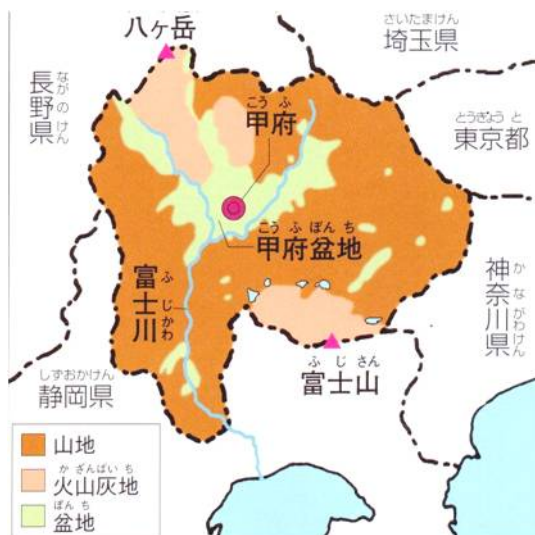 八ヶ岳
さいたまけん
埼玉県
ながのけん
長野県
こうふ
甲府
とうきょうと
東京都
こうふぼんち
甲府盆地
ふじかわ
富士川
かながわけん
神奈川県
ふじさん
富士山
しずおかけん
静岡県
山地
かざんばいち
火山灰地
ぼんち
盆地